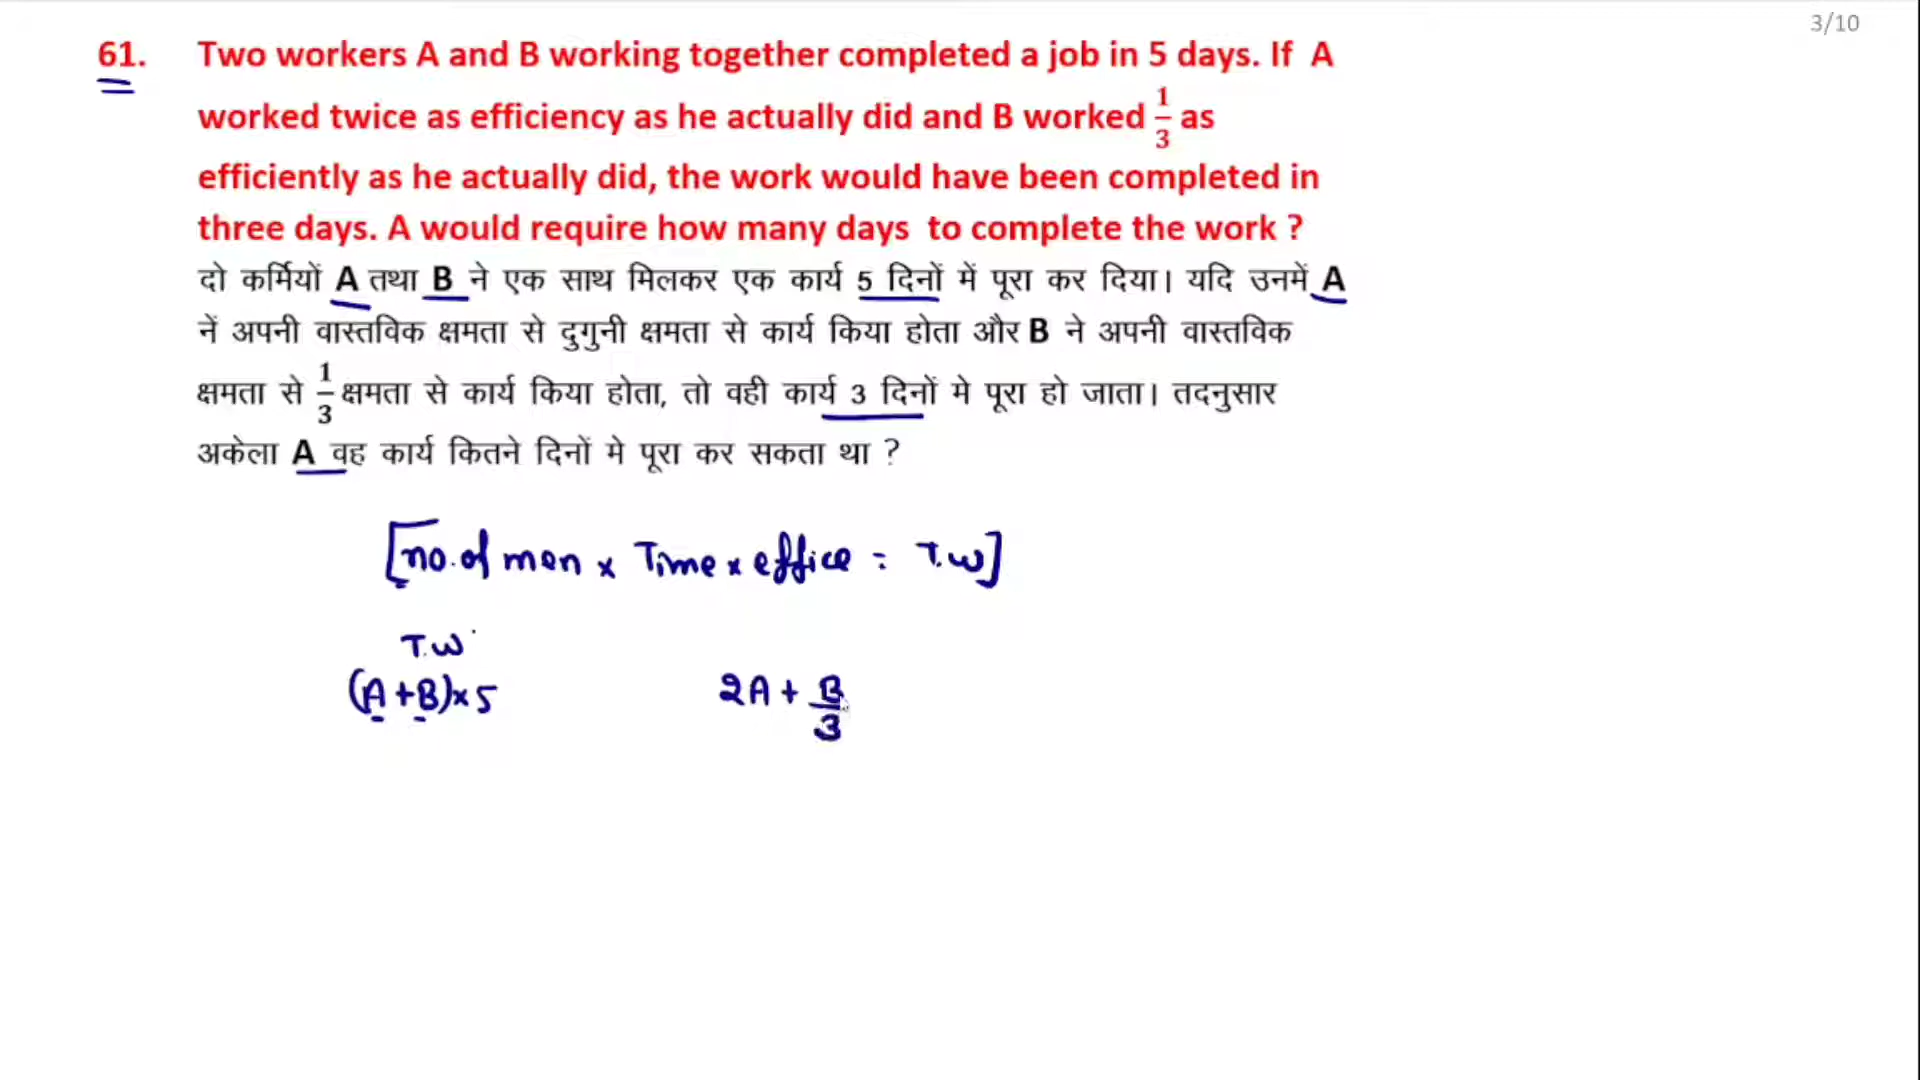 3/10
61. Two workers A and B working together completed a job in 5 days. If A
worked twice as efficiency as he actually did and B worked 1/3 as
efficiently as he actually did, the work would have been completed in
three days. A would require how many days to complete the work ?
दो कर्मियों A तथा B ने एक साथ मिलकर एक कार्य 5 दिनों में पूरा कर दिया। यदि उनमें A
नें अपनी वास्तविक क्षमता से दुगुनी क्षमता से कार्य किया होता और B ने अपनी वास्तविक
क्षमता से 1/3 क्षमता से कार्य किया होता, तो वही कार्य 3 दिनों मे पूरा हो जाता। तदनुसार
अकेला A वह कार्य कितने दिनों मे पूरा कर सकता था ?
[no. of men × Time × effice = T.W]
T.W
(A+B)×5 2A + B/3